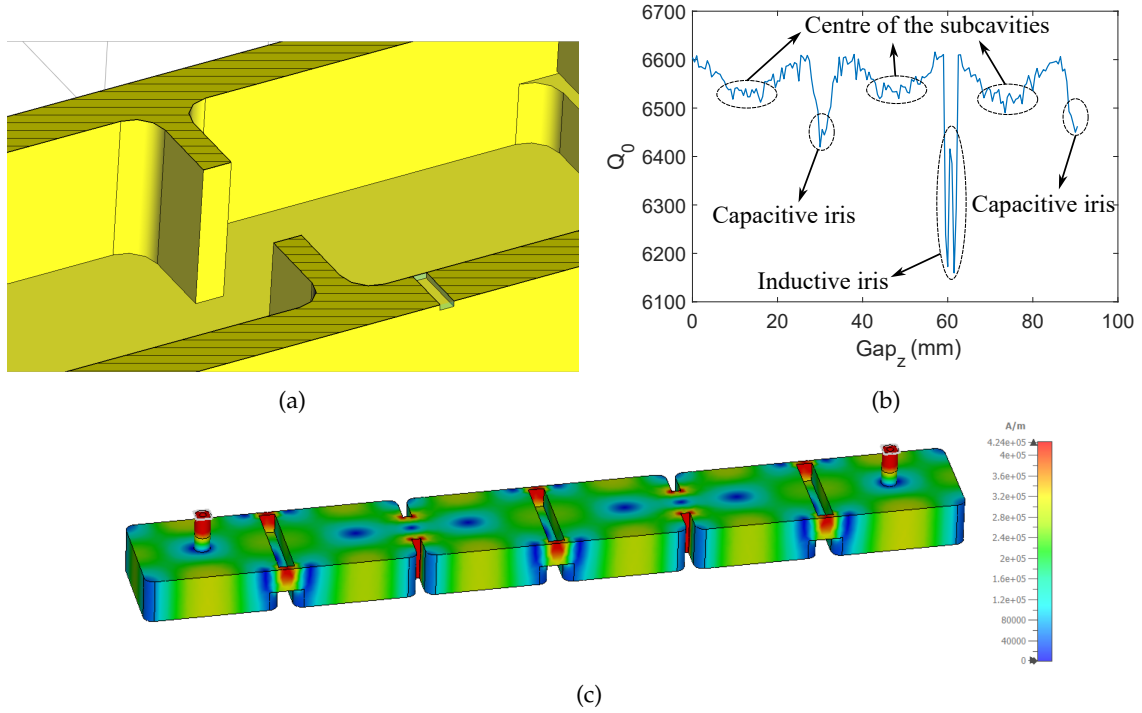 (a)
6700
6600
6500
6400
6300
6200
6100
Q0
0
20
40
60
80
100
Gapz (mm)
Centre of the subcavities
Capacitive iris
Capacitive iris
Inductive iris
(b)
A/m
4.24e+05
4e+05
3.6e+05
3.2e+05
2.8e+05
2.4e+05
2e+05
1.6e+05
1.2e+05
80000
40000
0
(c)